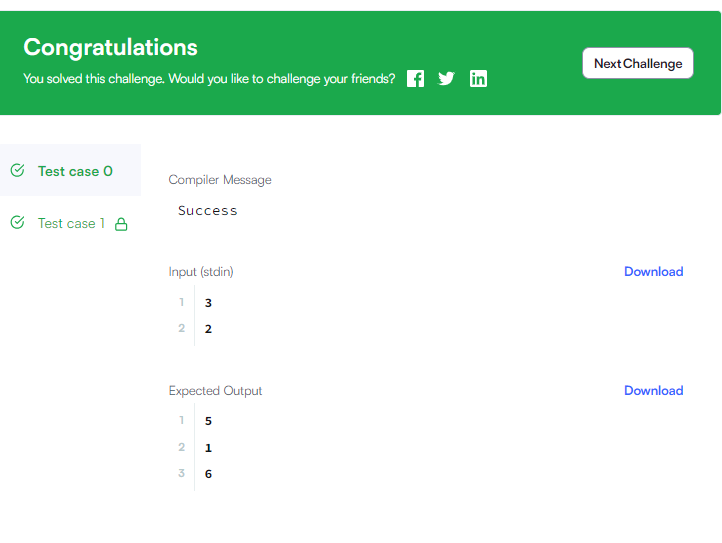 Congratulations
You solved this challenge. Would you like to challenge your friends?
Next Challenge
Test case 0
Test case 1
Compiler Message
Success
Input (stdin)
Download
1 3
2 2
Expected Output
Download
1 5
2 1
3 6